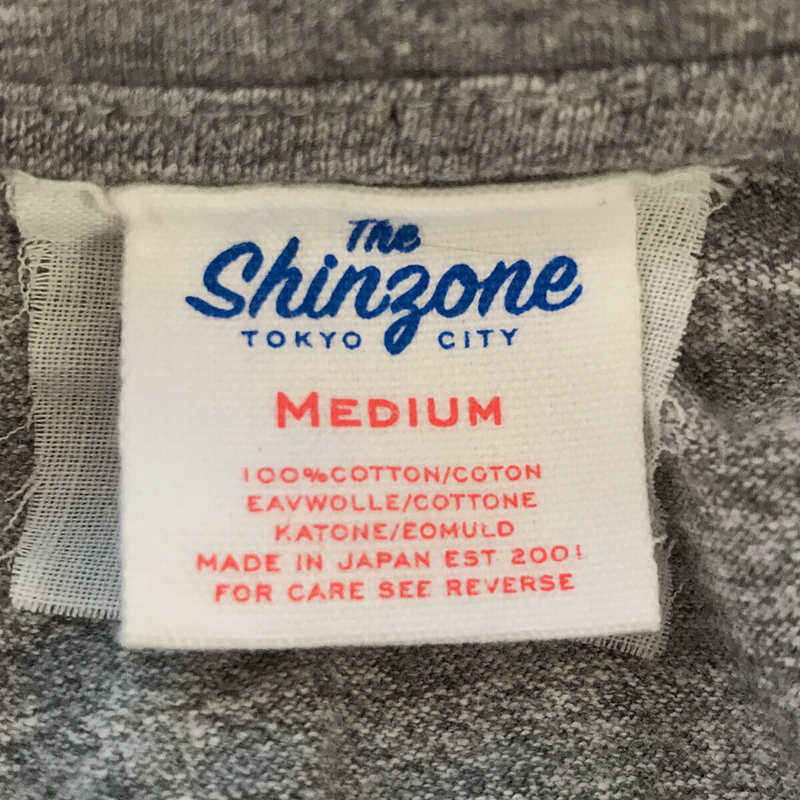 The
Shinzone
TOKYO CITY
MEDIUM
100%COTTON/COTON
EAVWOLLE/COTTONE
KATONE/EOMULD
MADE IN JAPAN EST 2001
FOR CARE SEE REVERSE